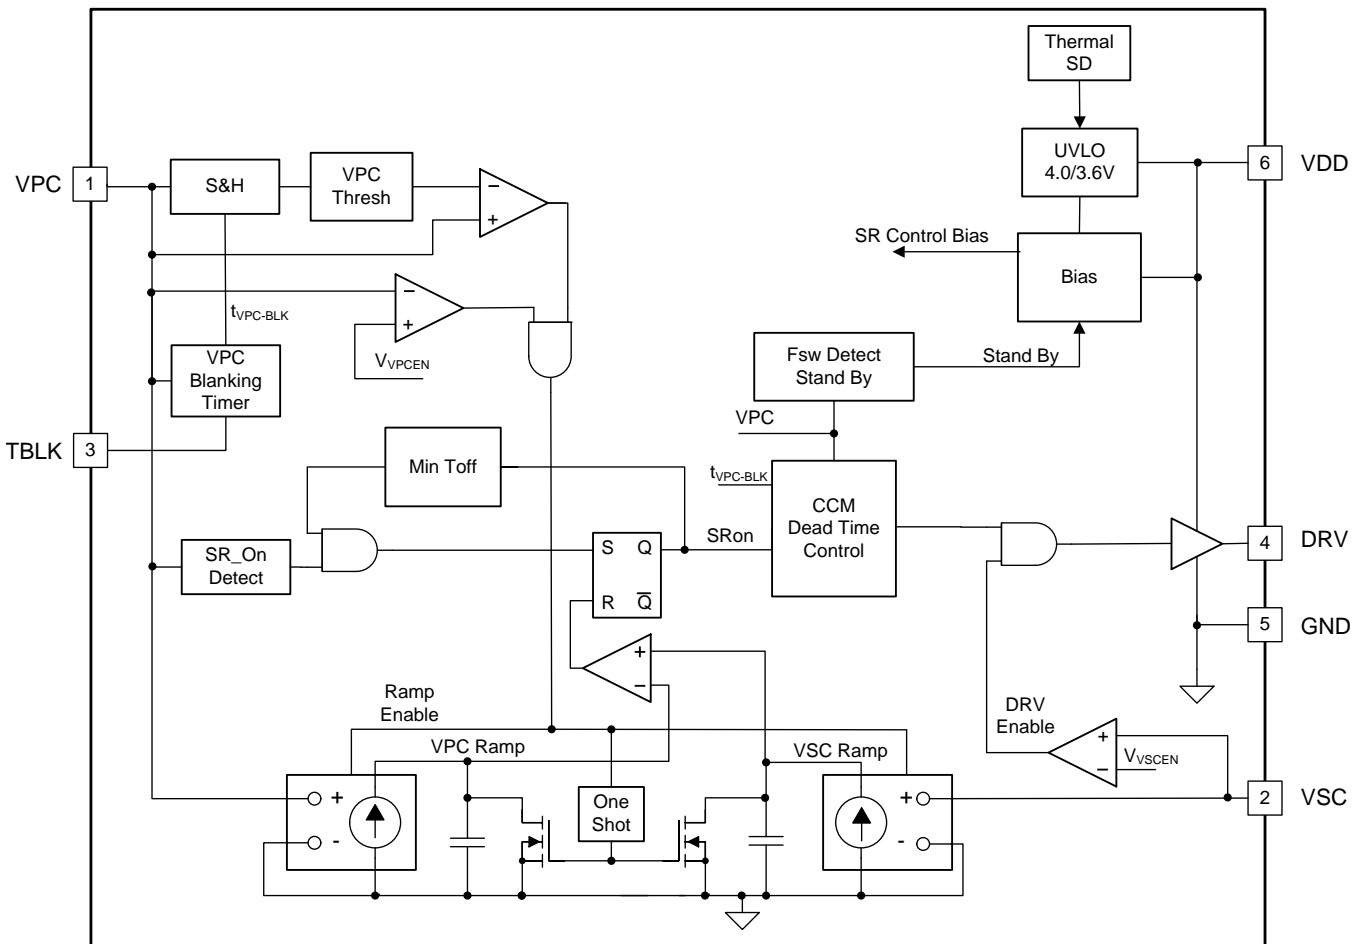 Thermal
SD
VPC
1
S&H
VPC
Thresh
−
+
UVLO
4.0/3.6V
6
VDD
SR Control Bias
Bias
−
+
tVPC-BLK
VVPCEN
VPC
Blanking
Timer
Fsw Detect
Stand By
Stand By
VPC
TBLK
3
Min Toff
tVPC-BLK
CCM
Dead Time
Control
SR_On
Detect
S
Q
R
Q̅
SRon
4
DRV
5
GND
+
−
Ramp
Enable
VPC Ramp
VSC Ramp
DRV
Enable
+
−
VVSCEN
+
-
One
Shot
+
-
2
VSC